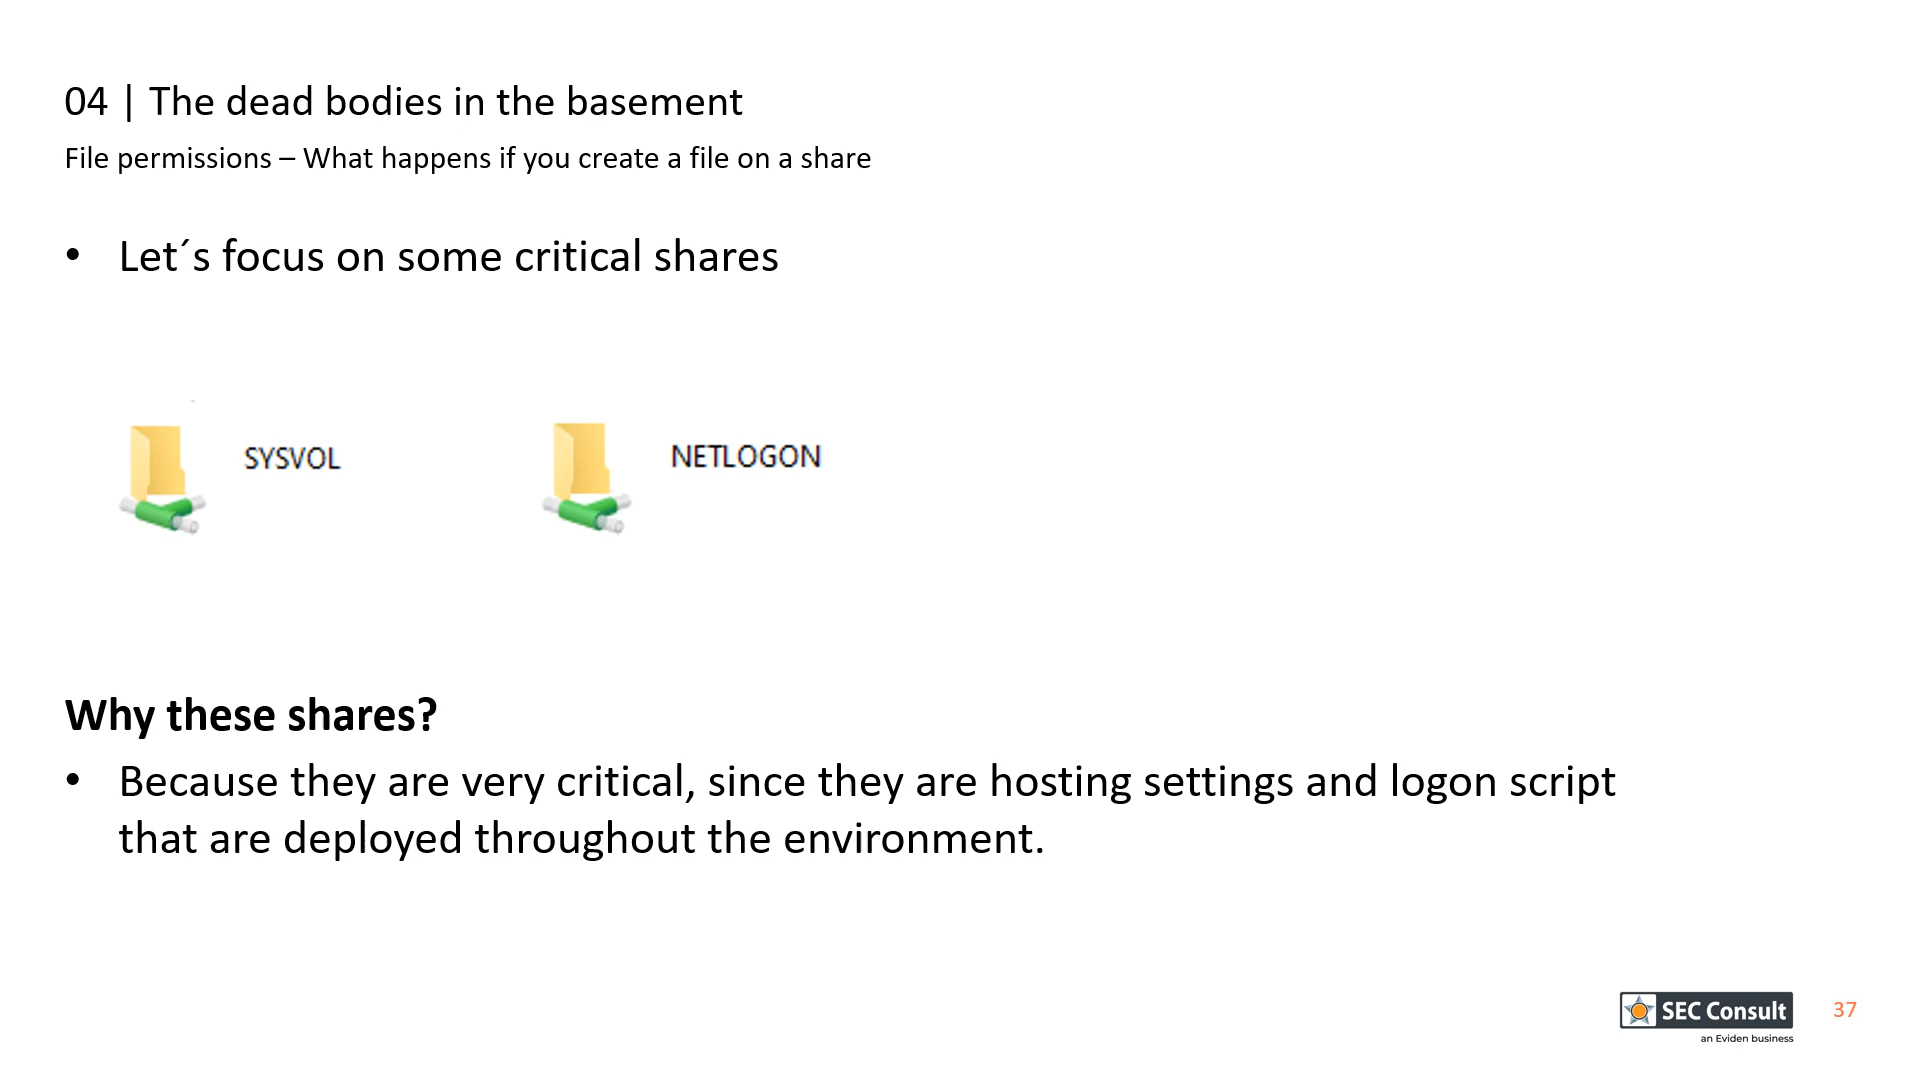 04 | The dead bodies in the basement
File permissions – What happens if you create a file on a share
• Let´s focus on some critical shares
SYSVOL
NETLOGON
Why these shares?
• Because they are very critical, since they are hosting settings and logon script
that are deployed throughout the environment.
SEC Consult
an Eviden business
37